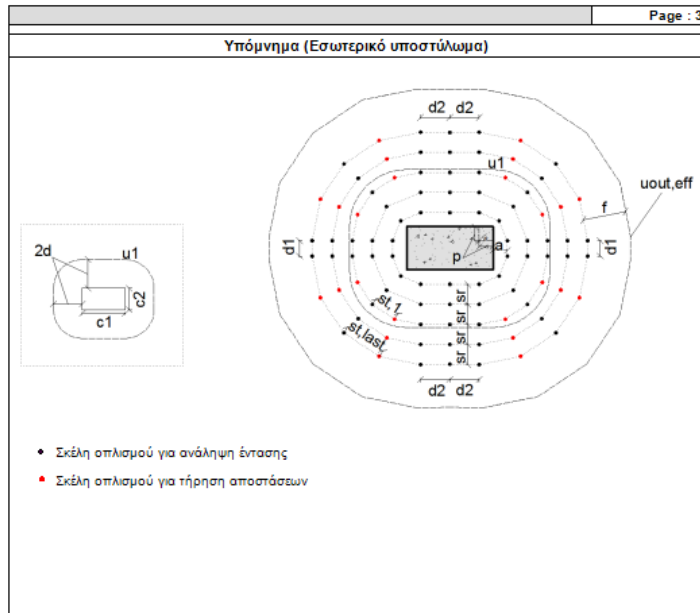 Page : 3
Υπόμνημα (Εσωτερικό υποστύλωμα)
d2 d2
u1
uout,eff
f
2d
u1
d1
a
p
d1
c2
c1
st,1
sr
sr
st,last
sr
sr
d2 d2
Σκέλη οπλισμού για ανάληψη έντασης
Σκέλη οπλισμού για τήρηση αποστάσεων